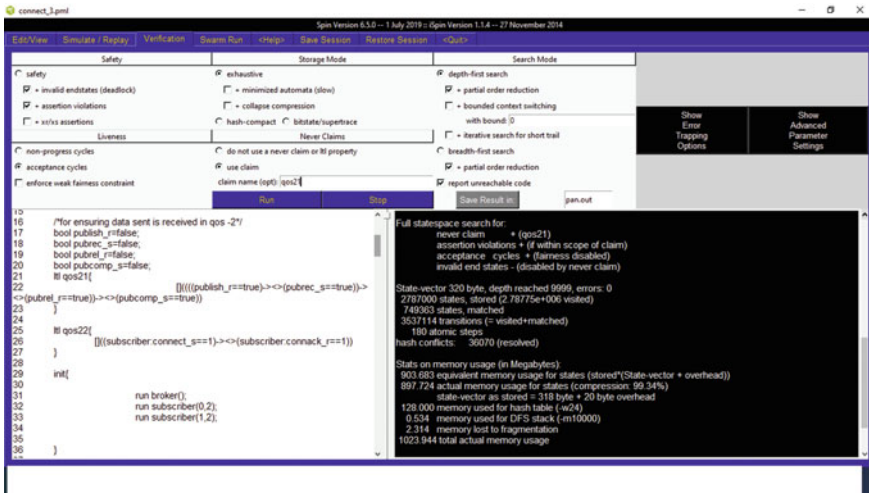 connect_3.pml
Spin Version 6.5.0 -- 1 July 2019 :: iSpin Version 1.1.4 -- 27 November 2014
Edit/View Simulate / Replay Verification Swarm Run <Help> Save Session Restore Session <Quit>
Safety
safety
+ invalid endstates (deadlock)
+ assertion violations
+ xr/xs assertions
Liveness
non-progress cycles
acceptance cycles
enforce weak fairness constraint
Storage Mode
exhaustive
+ minimized automata (slow)
+ collapse compression
hash-compact bitstate/supertrace
Never Claims
do not use a never claim or ltl property
use claim
claim name (opt): qos21
Run Stop
Search Mode
depth-first search
+ partial order reduction
+ bounded context switching
with bound: 0
+ iterative search for short trail
breadth-first search
+ partial order reduction
report unreachable code
Save Result in: pan.out
Show
Error
Trapping
Options
Show
Advanced
Parameter
Settings
15
16 /*for ensuring data sent is received in qos -2*/
17 bool publish_r=false;
18 bool pubrec_s=false;
19 bool pubrel_r=false;
20 bool pubcomp_s=false;
21 ltl qos21{
22 []((((publish_r==true)-><>(pubrec_s==true))->
<>(pubrel_r==true))-><>(pubcomp_s==true))
23 }
24
25 ltl qos22{
26 []((subscriber:connect_s==1)-><>(subscriber:connack_r==1))
27 }
28
29 init{
30
31 run broker();
32 run subscriber(0,2);
33 run subscriber(1,2);
34
35
36 }
Full statespace search for:
never claim + (qos21)
assertion violations + (if within scope of claim)
acceptance cycles + (fairness disabled)
invalid end states - (disabled by never claim)
State-vector 320 byte, depth reached 9999, errors: 0
2787000 states, stored (2.78775e+006 visited)
749363 states, matched
3537114 transitions (= visited+matched)
180 atomic steps
hash conflicts: 36070 (resolved)
Stats on memory usage (in Megabytes):
903.683 equivalent memory usage for states (stored*(State-vector + overhead))
897.724 actual memory usage for states (compression: 99.34%)
state-vector as stored = 318 byte + 20 byte overhead
128.000 memory used for hash table (-w24)
0.534 memory used for DFS stack (-m10000)
2.314 memory lost to fragmentation
1023.944 total actual memory usage